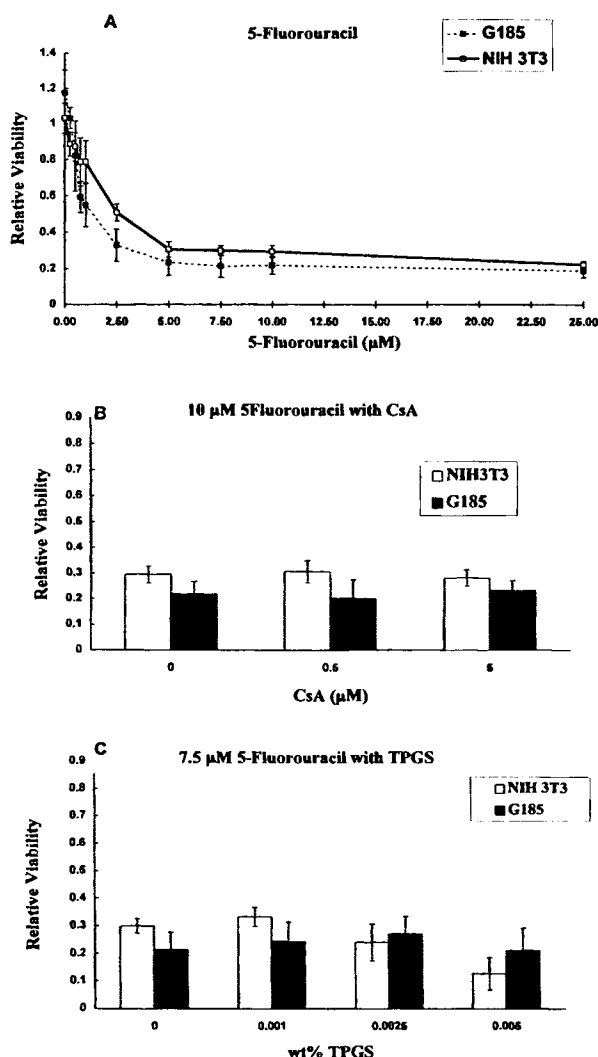 A
5-Fluorouracil
G185
NIH 3T3
1.4
1.2
1
0.8
0.6
0.4
0.2
0
Relative Viability
0.00 2.50 5.00 7.50 10.00 12.50 15.00 17.50 20.00 22.50 25.00
5-Fluorouracil (µM)
B
10 µM 5Fluorouracil with CsA
NIH3T3
G185
0.9
0.8
0.7
0.6
0.5
0.4
0.3
0.2
0.1
0
Relative Viability
0 0.5 5
CsA (µM)
C
7.5 µM 5-Fluorouracil with TPGS
NIH 3T3
G185
0.9
0.8
0.7
0.6
0.5
0.4
0.3
0.2
0.1
0
Relative Viability
0 0.001 0.0025 0.005
wt% TPGS